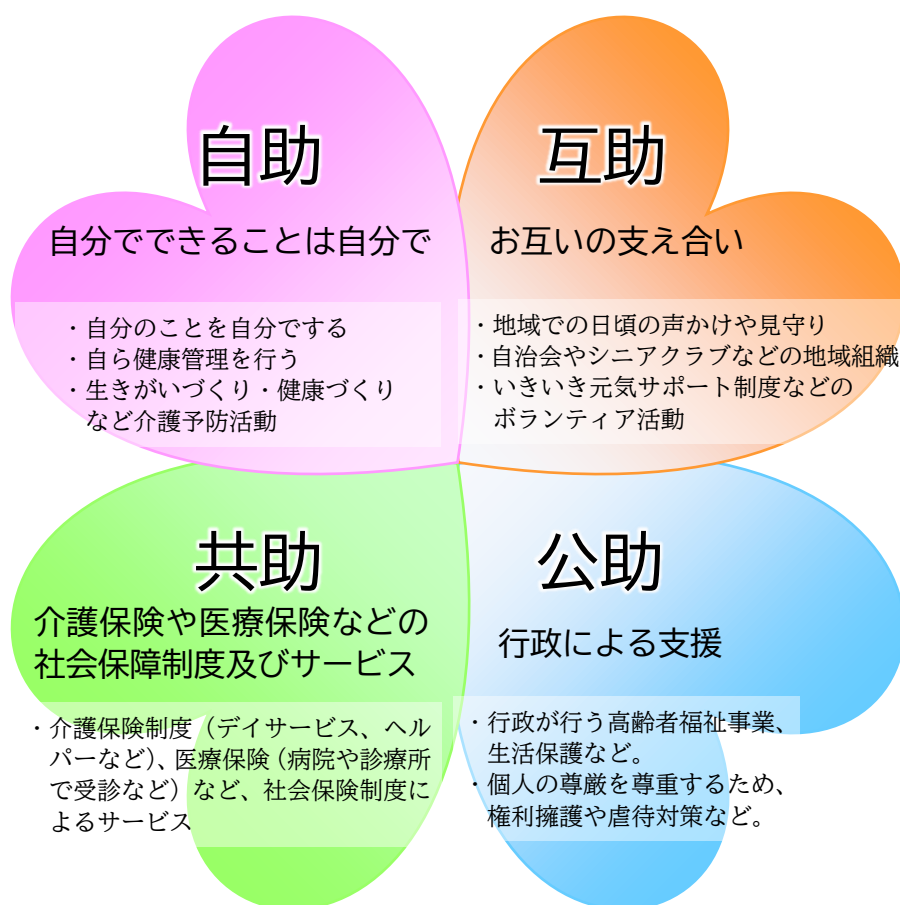 自助
自分でできることは自分で
・自分のことを自分でする
・自ら健康管理を行う
・生きがいづくり・健康づくり
など介護予防活動
互助
お互いの支え合い
・地域での日頃の声かけや見守り
・自治会やシニアクラブなどの地域組織
・いきいき元気サポート制度などの
ボランティア活動
共助
介護保険や医療保険などの
社会保障制度及びサービス
・介護保険制度（デイサービス、ヘル
パーなど）、医療保険（病院や診療所
で受診など）など、社会保険制度に
よるサービス
公助
行政による支援
・行政が行う高齢者福祉事業、
生活保護など。
・個人の尊厳を尊重するため、
権利擁護や虐待対策など。